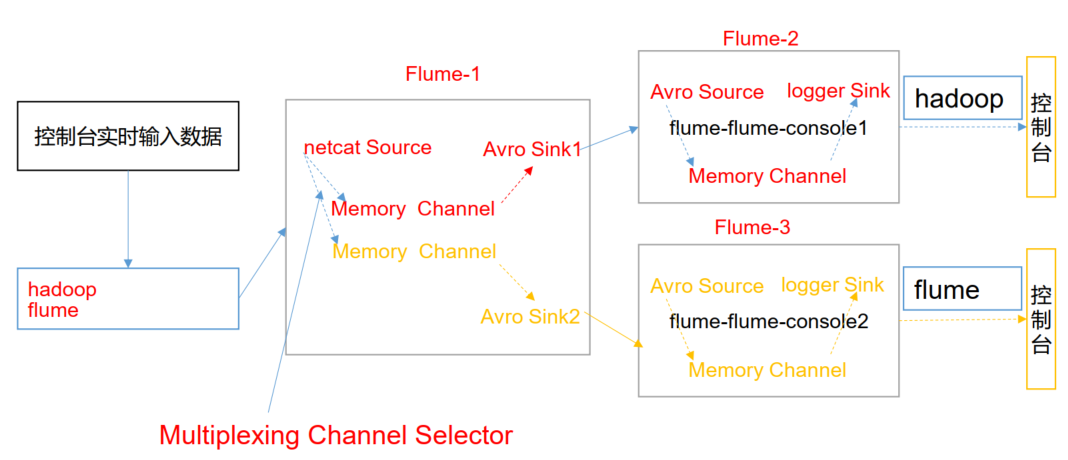 控制台实时输入数据
hadoop
flume
Flume-1
netcat Source
Avro Sink1
Memory Channel
Memory Channel
Avro Sink2
Multiplexing Channel Selector
Flume-2
Avro Source
logger Sink
flume-flume-console1
Memory Channel
hadoop
控制台
Flume-3
Avro Source
logger Sink
flume-flume-console2
Memory Channel
flume
控制台